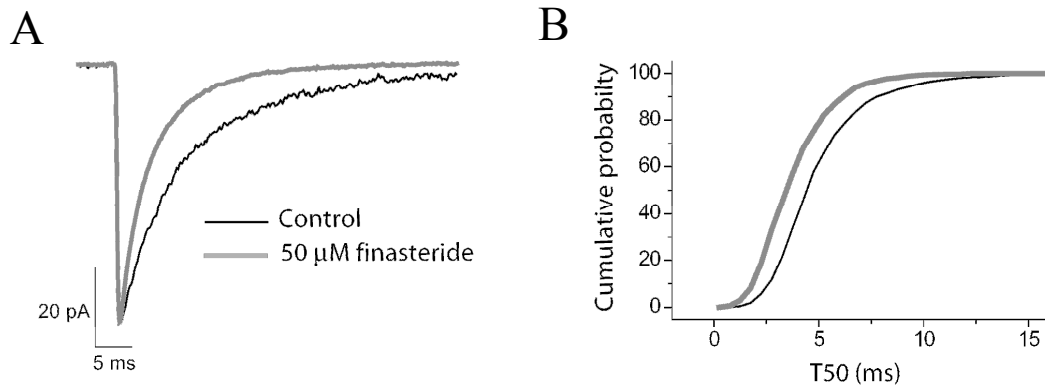 A
Control
50 μM finasteride
20 pA
5 ms
B
Cumulative probabilty
100
80
60
40
20
0
0
5
10
15
T50 (ms)